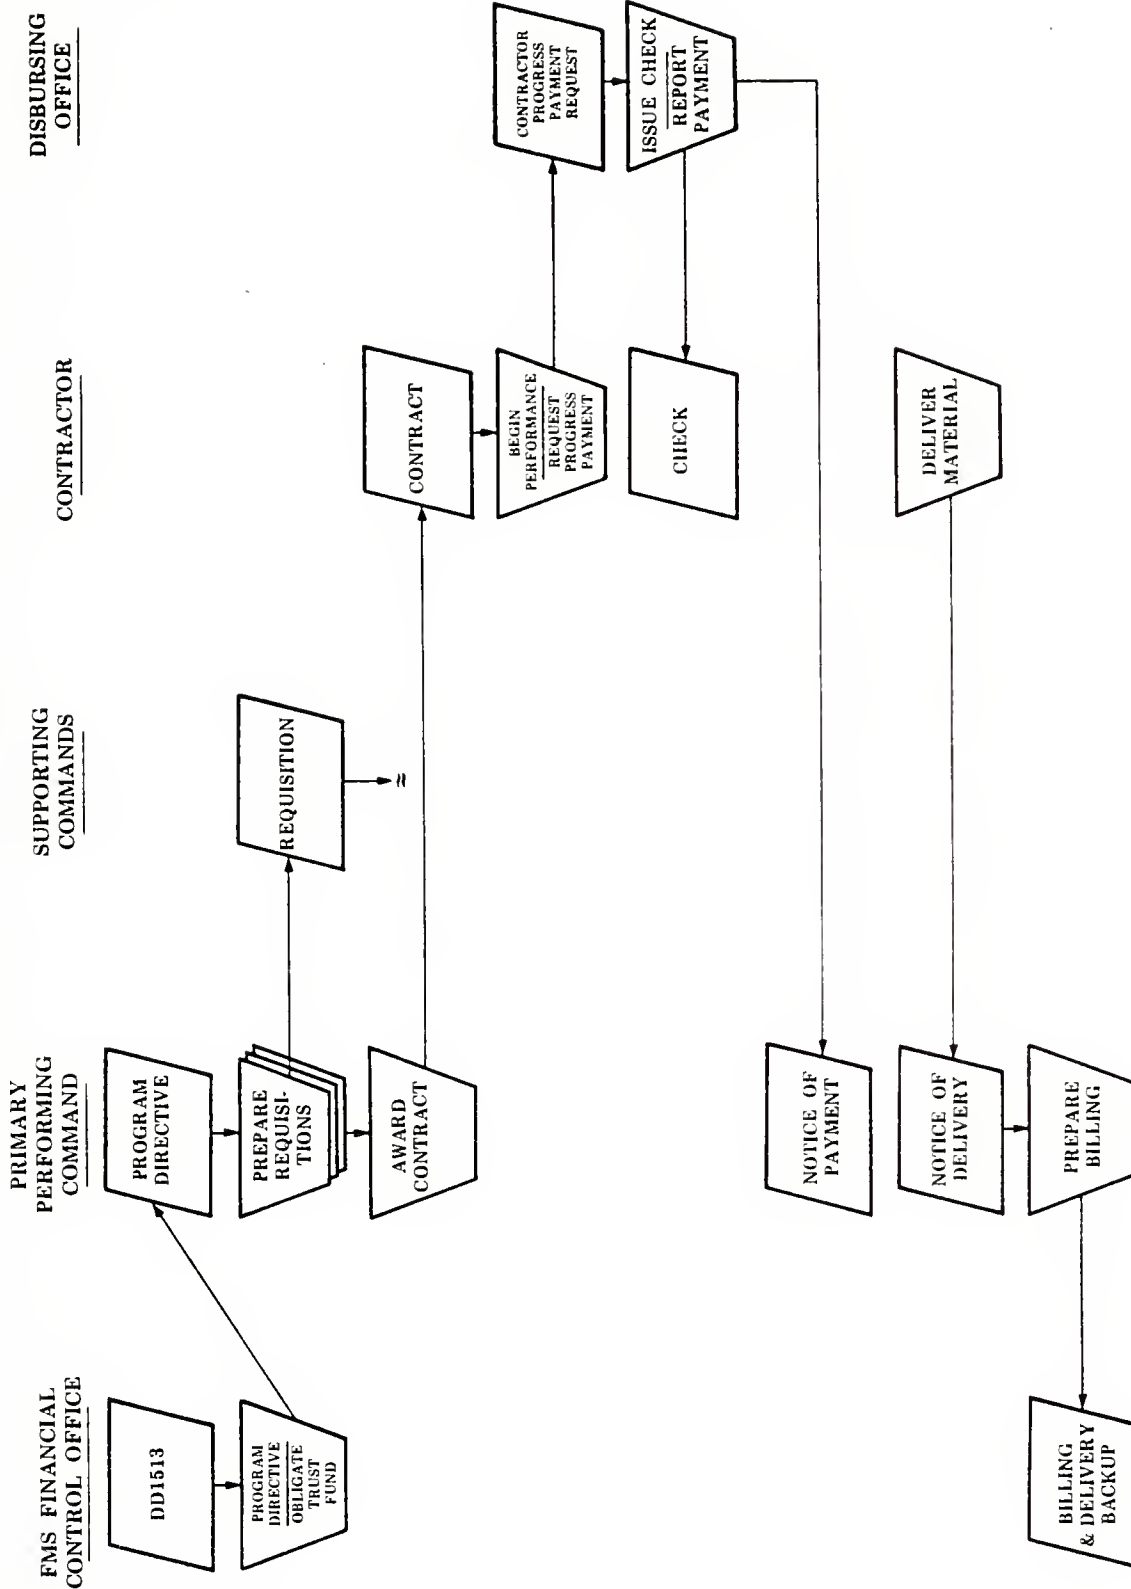 FMS FINANCIAL
CONTROL OFFICE
PRIMARY
PERFORMING
COMMAND
SUPPORTING
COMMANDS
CONTRACTOR
DISBURSING
OFFICE
DD1513
PROGRAM
DIRECTIVE
OBLIGATE
TRUST
FUND
PROGRAM
DIRECTIVE
PREPARE
REQUISI-
TIONS
REQUISITION
≈
AWARD
CONTRACT
CONTRACT
BEGIN
PERFORMANCE
REQUEST
PROGRESS
PAYMENT
CONTRACTOR
PROGRESS
PAYMENT
REQUEST
ISSUE CHECK
REPORT
PAYMENT
CHECK
NOTICE OF
PAYMENT
DELIVER
MATERIAL
NOTICE OF
DELIVERY
PREPARE
BILLING
BILLING
& DELIVERY
BACKUP